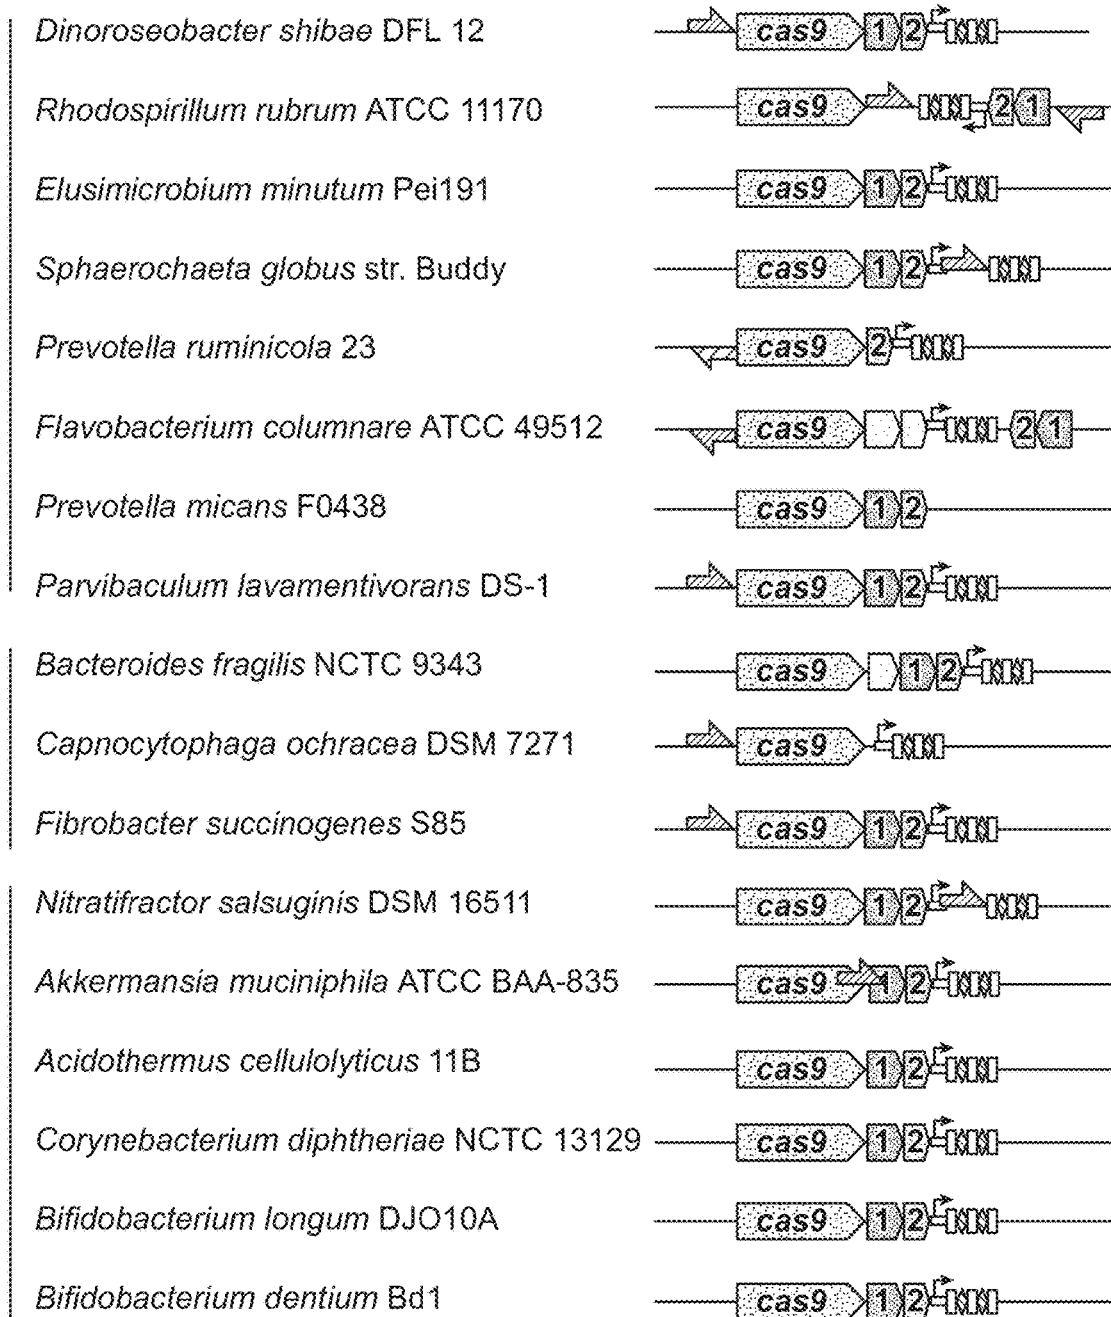 Dinoroseobacter shibae DFL 12 cas9 1 2
Rhodospirillum rubrum ATCC 11170 cas9 2 1
Elusimicrobium minutum Pei191 cas9 1 2
Sphaerochaeta globus str. Buddy cas9 1 2
Prevotella ruminicola 23 cas9 2
Flavobacterium columnare ATCC 49512 cas9 2 1
Prevotella micans F0438 cas9 1 2
Parvibaculum lavamentivorans DS-1 cas9 1 2
Bacteroides fragilis NCTC 9343 cas9 1 2
Capnocytophaga ochracea DSM 7271 cas9
Fibrobacter succinogenes S85 cas9 1 2
Nitratifractor salsuginis DSM 16511 cas9 1 2
Akkermansia muciniphila ATCC BAA-835 cas9 1 2
Acidothermus cellulolyticus 11B cas9 1 2
Corynebacterium diphtheriae NCTC 13129 cas9 1 2
Bifidobacterium longum DJO10A cas9 1 2
Bifidobacterium dentium Bd1 cas9 1 2